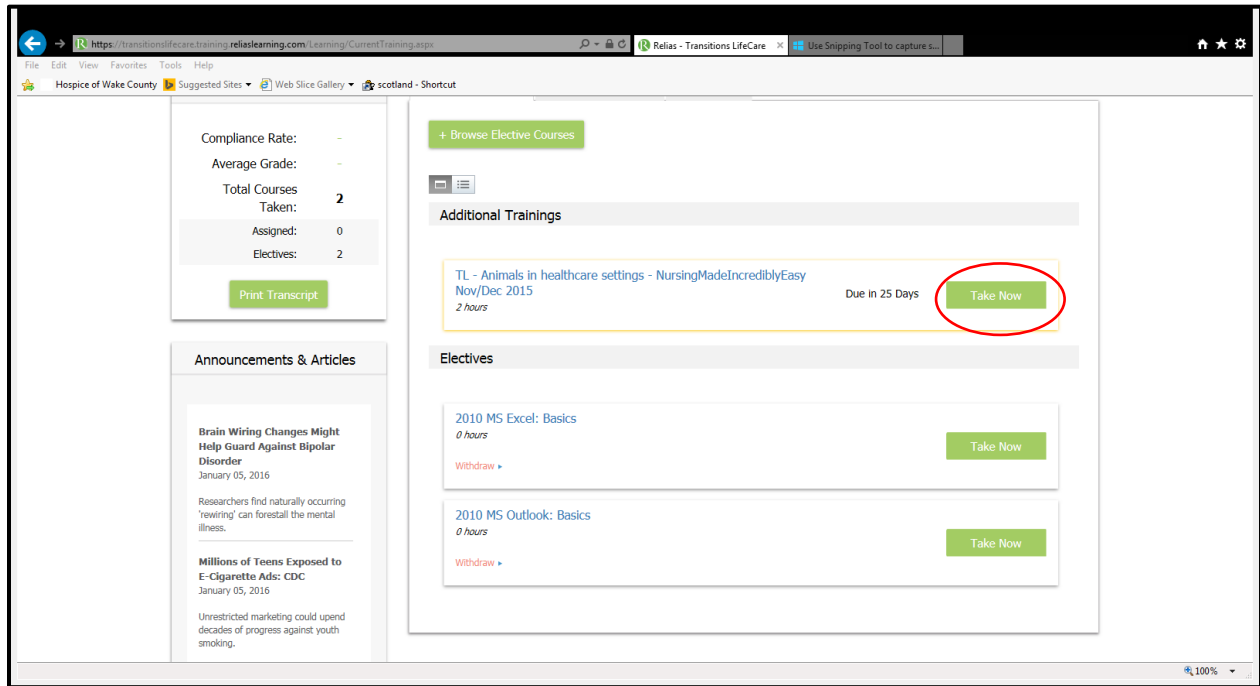 https://transitionslifecare.training.reliaslearning.com/Learning/CurrentTraining.aspx
Relias - Transitions LifeCare
Use Snipping Tool to capture s...
File Edit View Favorites Tools Help
Hospice of Wake County Suggested Sites Web Slice Gallery scotland - Shortcut
Compliance Rate: -
Average Grade: -
Total Courses
Taken: 2
Assigned: 0
Electives: 2
Print Transcript
Announcements & Articles
Brain Wiring Changes Might
Help Guard Against Bipolar
Disorder
January 05, 2016
Researchers find naturally occurring
'rewiring' can forestall the mental
illness.
Millions of Teens Exposed to
E-Cigarette Ads: CDC
January 05, 2016
Unrestricted marketing could upend
decades of progress against youth
smoking.
+ Browse Elective Courses
Additional Trainings
TL - Animals in healthcare settings - NursingMadeIncrediblyEasy
Nov/Dec 2015
2 hours
Due in 25 Days
Take Now
Electives
2010 MS Excel: Basics
0 hours
Withdraw
Take Now
2010 MS Outlook: Basics
0 hours
Withdraw
Take Now
100%